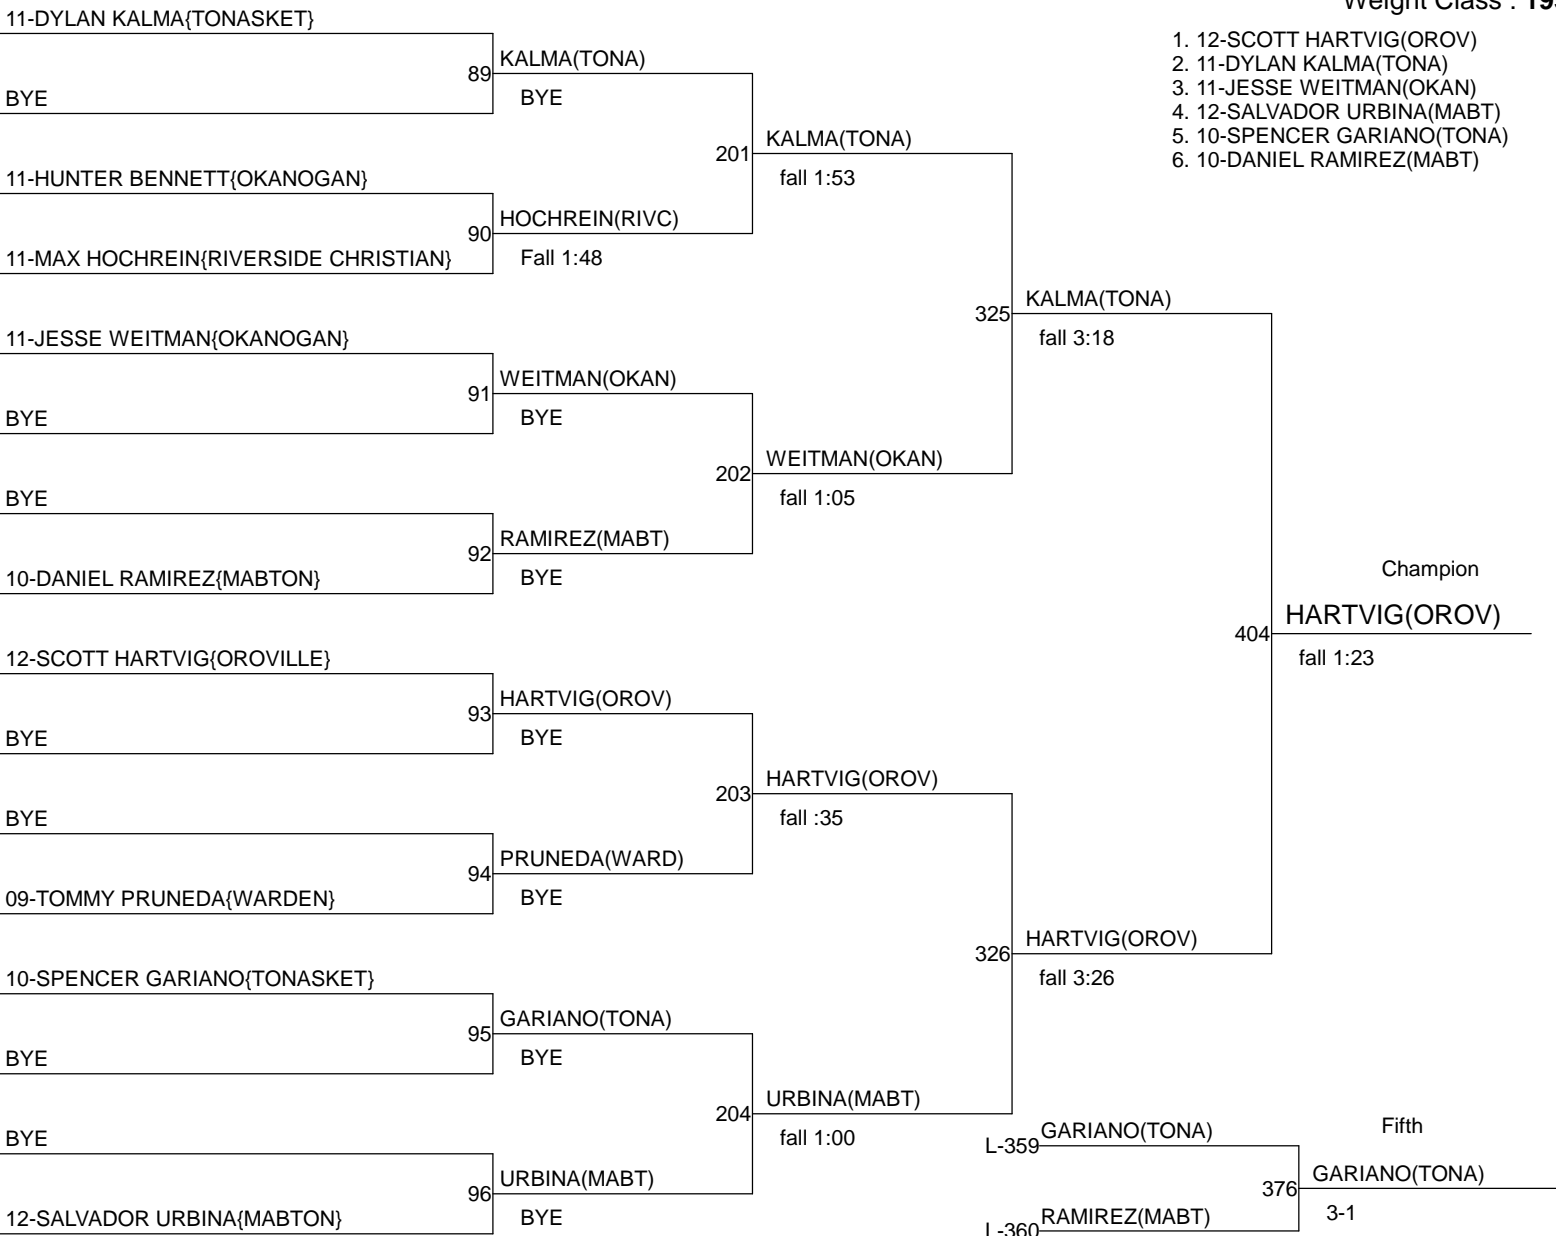 Weight Class :
1. 12-SCOTT HARTVIG(OROV)
2. 11-DYLAN KALMA(TONA)
3. 11-JESSE WEITMAN(OKAN)
4. 12-SALVADOR URBINA(MABT)
5. 10-SPENCER GARIANO(TONA)
6. 10-DANIEL RAMIREZ(MABT)
11-DYLAN KALMA{TONASKET}
BYE
11-HUNTER BENNETT{OKANOGAN}
11-MAX HOCHREIN{RIVERSIDE CHRISTIAN}
11-JESSE WEITMAN{OKANOGAN}
BYE
BYE
10-DANIEL RAMIREZ{MABTON}
12-SCOTT HARTVIG{OROVILLE}
BYE
BYE
09-TOMMY PRUNEDA{WARDEN}
10-SPENCER GARIANO{TONASKET}
BYE
BYE
12-SALVADOR URBINA{MABTON}
89 KALMA(TONA)
BYE
90 HOCHREIN(RIVC)
Fall 1:48
91 WEITMAN(OKAN)
BYE
92 RAMIREZ(MABT)
BYE
93 HARTVIG(OROV)
BYE
94 PRUNEDA(WARD)
BYE
95 GARIANO(TONA)
BYE
96 URBINA(MABT)
BYE
201 KALMA(TONA)
fall 1:53
202 WEITMAN(OKAN)
fall 1:05
203 HARTVIG(OROV)
fall :35
204 URBINA(MABT)
fall 1:00
325 KALMA(TONA)
fall 3:18
326 HARTVIG(OROV)
fall 3:26
Champion
404 HARTVIG(OROV)
fall 1:23
Fifth
L-359 GARIANO(TONA)
L-360 RAMIREZ(MABT)
376 GARIANO(TONA)
3-1